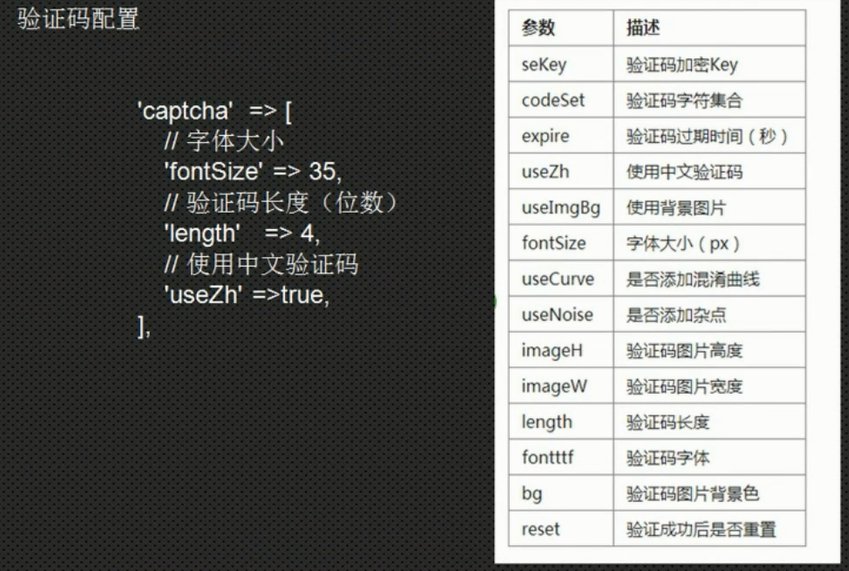 验证码配置
'captcha' => [
// 字体大小
'fontSize' => 35,
// 验证码长度（位数）
'length' => 4,
// 使用中文验证码
'useZh' =>true,
],
参数 描述
seKey 验证码加密Key
codeSet 验证码字符集合
expire 验证码过期时间（秒）
useZh 使用中文验证码
useImgBg 使用背景图片
fontSize 字体大小（px）
useCurve 是否添加混淆曲线
useNoise 是否添加杂点
imageH 验证码图片高度
imageW 验证码图片宽度
length 验证码长度
fontttf 验证码字体
bg 验证码图片背景色
reset 验证成功后是否重置